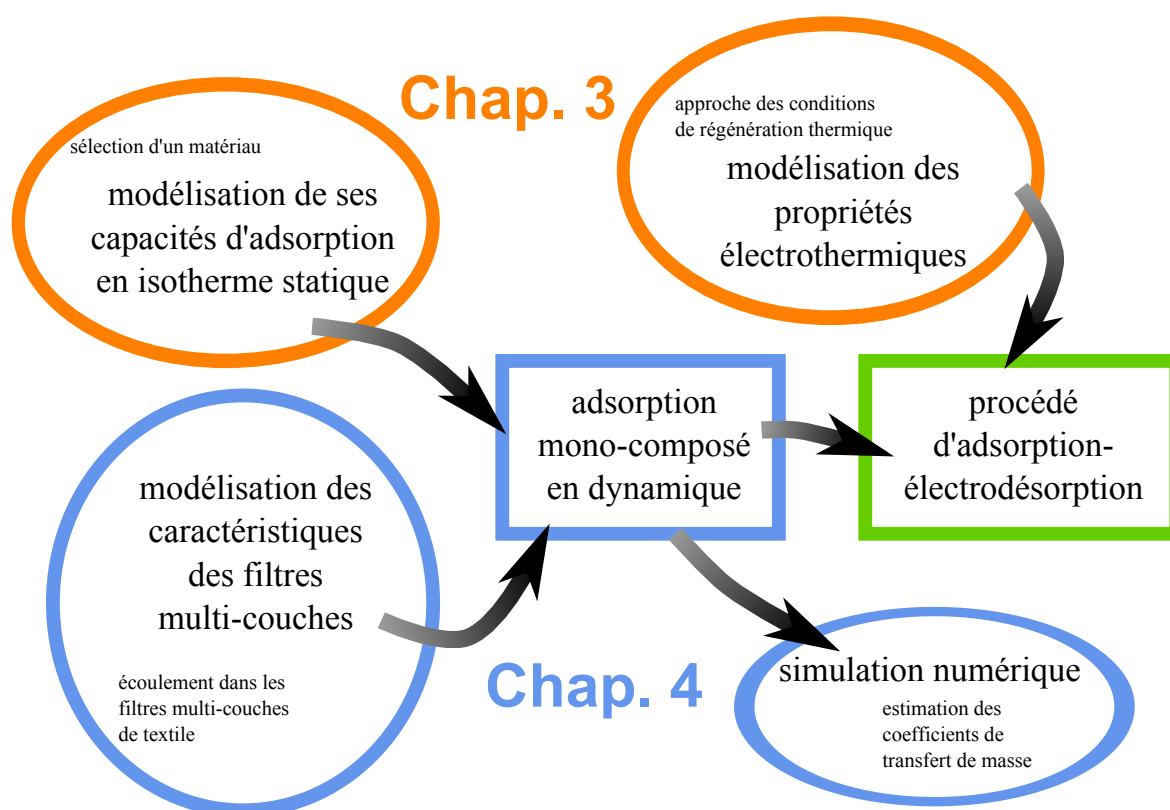 Chap. 3
sélection d'un matériau
modélisation de ses
capacités d'adsorption
en isotherme statique
approche des conditions
de régénération thermique
modélisation des
propriétés
électrothermiques
adsorption
mono-composé
en dynamique
procédé
d'adsorption-
électrodésorption
modélisation des
caractéristiques
des filtres
multi-couches
écoulement dans les
filtres multi-couches
de textile
Chap. 4
simulation numérique
estimation des
coefficients de
transfert de masse